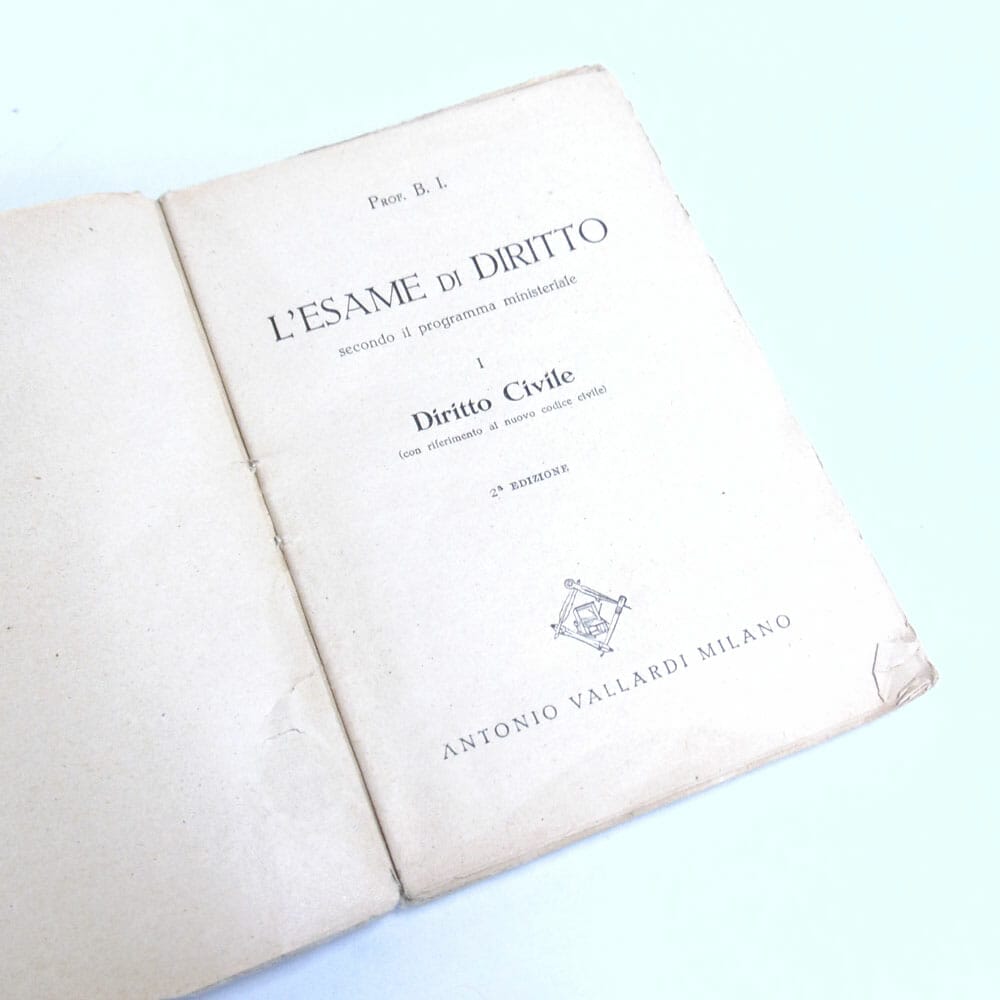 Prof. B. I.
L'ESAME DI DIRITTO
secondo il programma ministeriale
I
Diritto Civile
(con riferimento al nuovo codice civile)
2ª EDIZIONE
ANTONIO VALLARDI MILANO